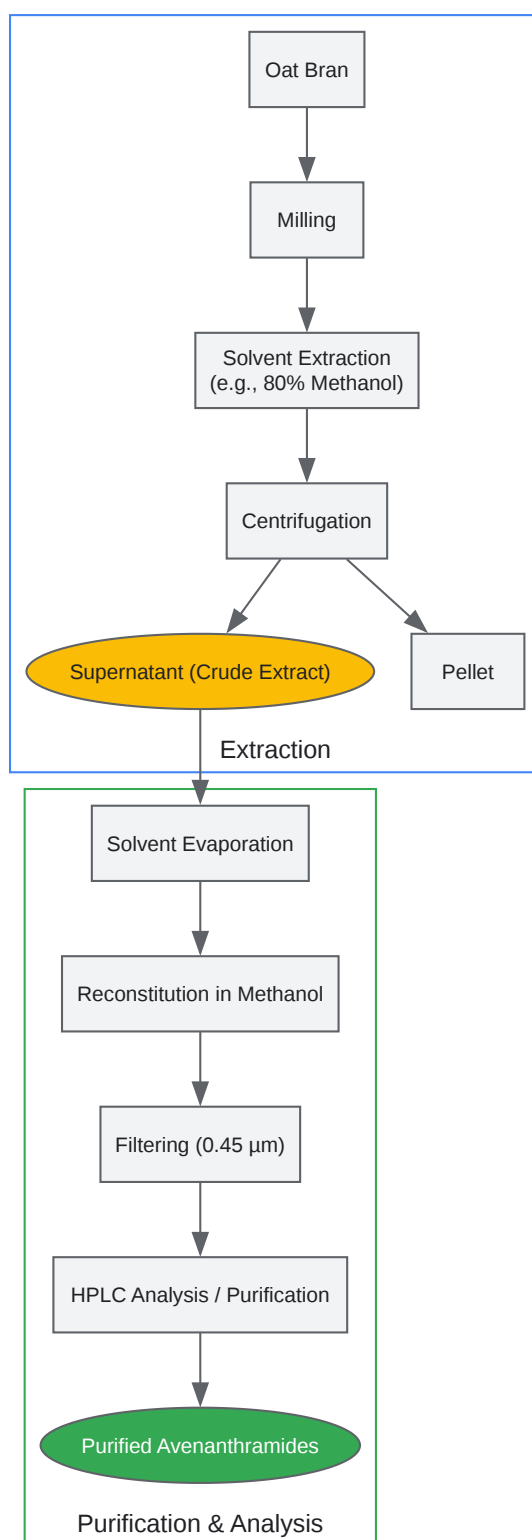 Oat Bran
Milling
Solvent Extraction
(e.g., 80% Methanol)
Centrifugation
Supernatant (Crude Extract)
Pellet
Extraction
Solvent Evaporation
Reconstitution in Methanol
Filtering (0.45 µm)
HPLC Analysis / Purification
Purified Avenanthramides
Purification & Analysis